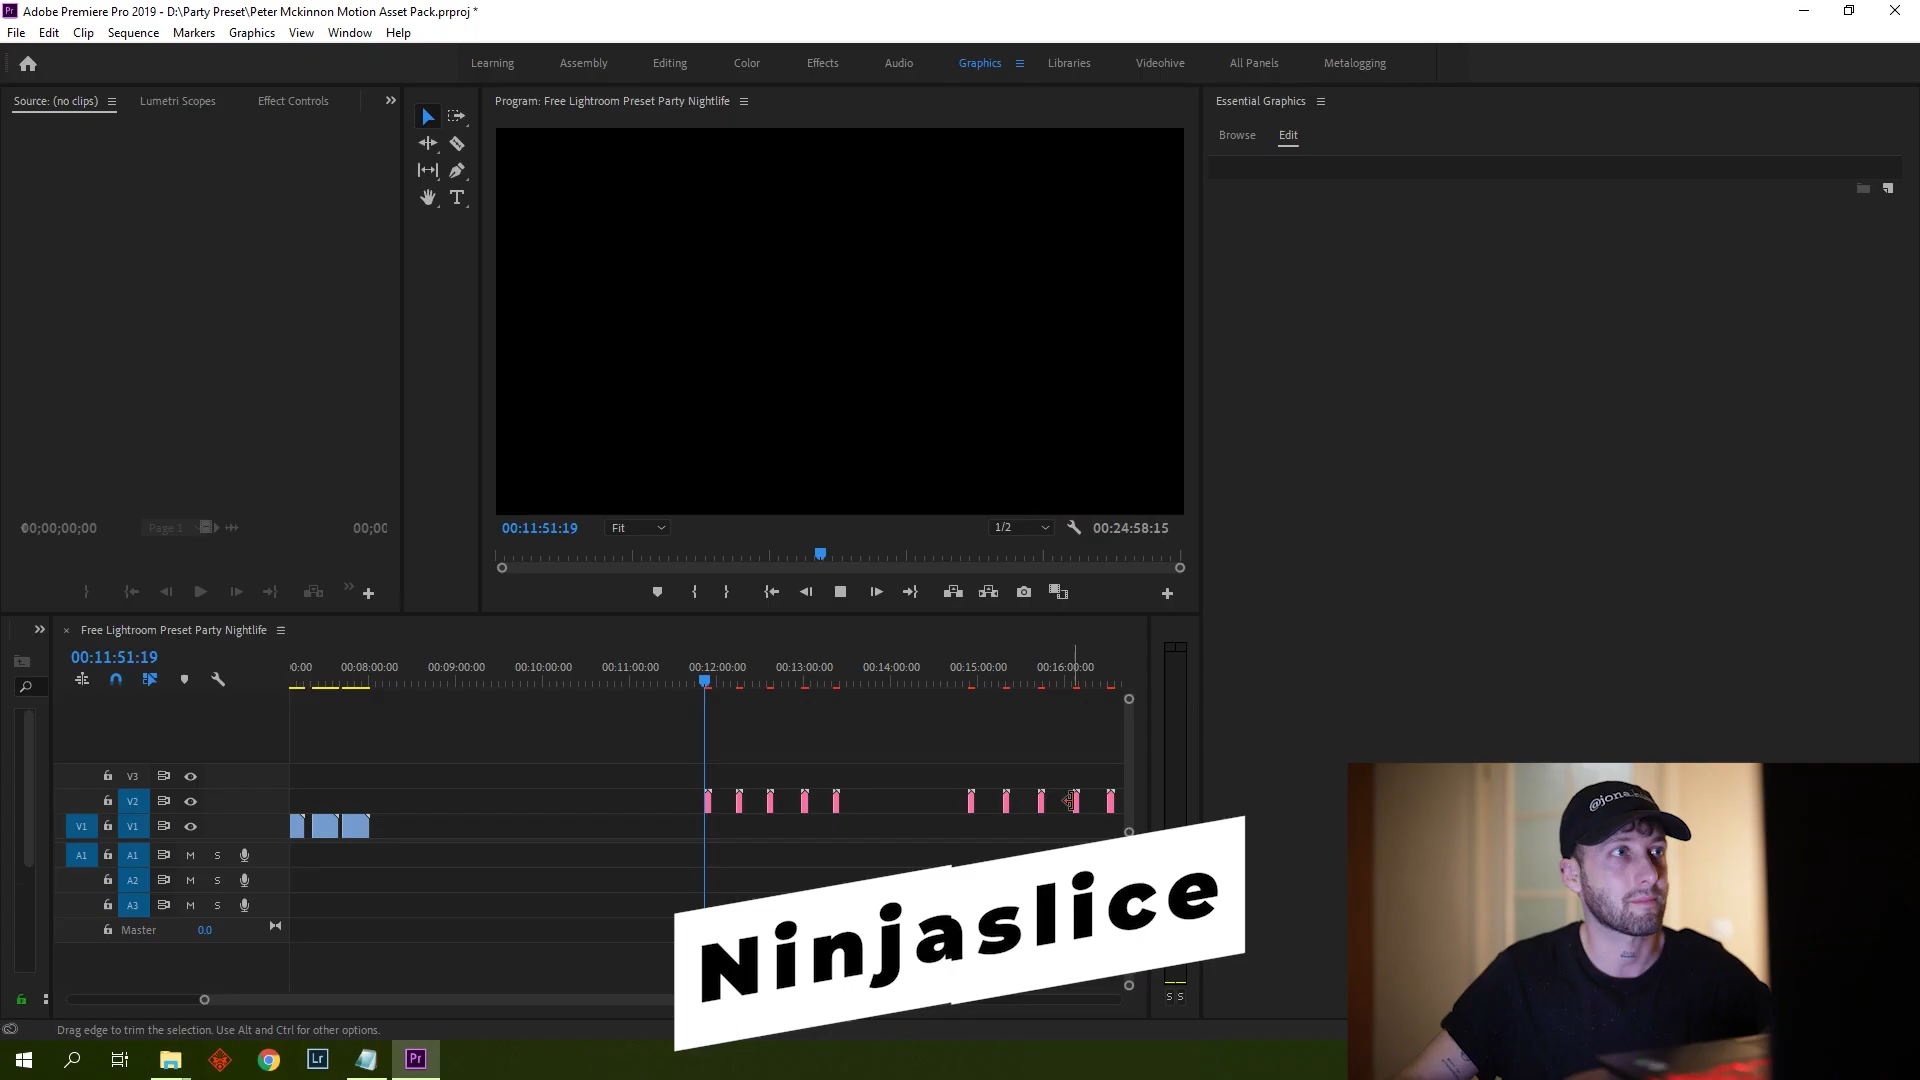 Adobe Premiere Pro 2019 - D:\Party Preset\Peter Mckinnon Motion Asset Pack.prproj *
File Edit Clip Sequence Markers Graphics View Window Help
Learning Assembly Editing Color Effects Audio Graphics Libraries Videohive All Panels Metalogging
Source: (no clips) Lumetri Scopes Effect Controls
Program: Free Lightroom Preset Party Nightlife
Essential Graphics
Browse Edit
00;00;00;00 Page 1 00;00
00:11:51:19 Fit 1/2 00:24:58:15
Free Lightroom Preset Party Nightlife
00:11:51:19
0:00 00:08:00:00 00:09:00:00 00:10:00:00 00:11:00:00 00:12:00:00 00:13:00:00 00:14:00:00 00:15:00:00 00:16:00:00
V3
V2
V1 V1
A1 A1 M S
A2 M S
A3 M S
Master 0.0
Ninjaslice
S S
Drag edge to trim the selection. Use Alt and Ctrl for other options.
Lr Pr